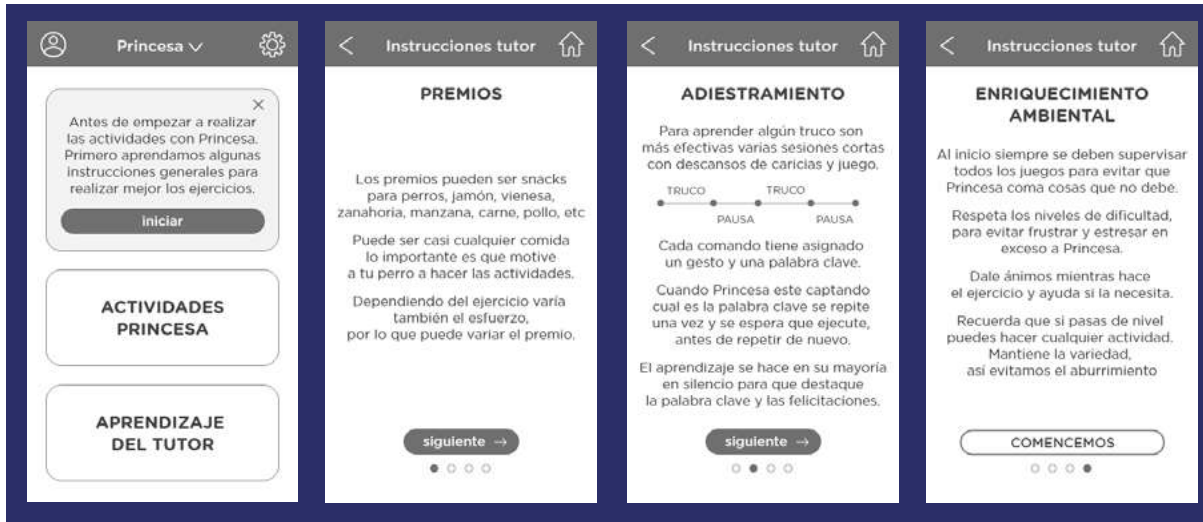 Princesa
Antes de empezar a realizar
las actividades con Princesa.
Primero aprendamos algunas
instrucciones generales para
realizar mejor los ejercicios.
iniciar
ACTIVIDADES
PRINCESA
APRENDIZAJE
DEL TUTOR
Instrucciones tutor
PREMIOS
Los premios pueden ser snacks
para perros, jamón, vienesa,
zanahoria, manzana, carne, pollo, etc
Puede ser casi cualquier comida
lo importante es que motive
a tu perro a hacer las actividades.
Dependiendo del ejercicio varía
también el esfuerzo,
por lo que puede variar el premio.
siguiente →
Instrucciones tutor
ADIESTRAMIENTO
Para aprender algún truco son
más efectivas varias sesiones cortas
con descansos de caricias y juego.
TRUCO TRUCO
PAUSA PAUSA
Cada comando tiene asignado
un gesto y una palabra clave.
Cuando Princesa este captando
cual es la palabra clave se repite
una vez y se espera que ejecute,
antes de repetir de nuevo.
El aprendizaje se hace en su mayoría
en silencio para que destaque
la palabra clave y las felicitaciones.
siguiente →
Instrucciones tutor
ENRIQUECIMIENTO
AMBIENTAL
Al inicio siempre se deben supervisar
todos los juegos para evitar que
Princesa coma cosas que no debe.
Respeta los niveles de dificultad,
para evitar frustrar y estresar en
exceso a Princesa.
Dale ánimos mientras hace
el ejercicio y ayuda si la necesita.
Recuerda que si pasas de nivel
puedes hacer cualquier actividad.
Mantiene la variedad,
así evitamos el aburrimiento
COMENCEMOS